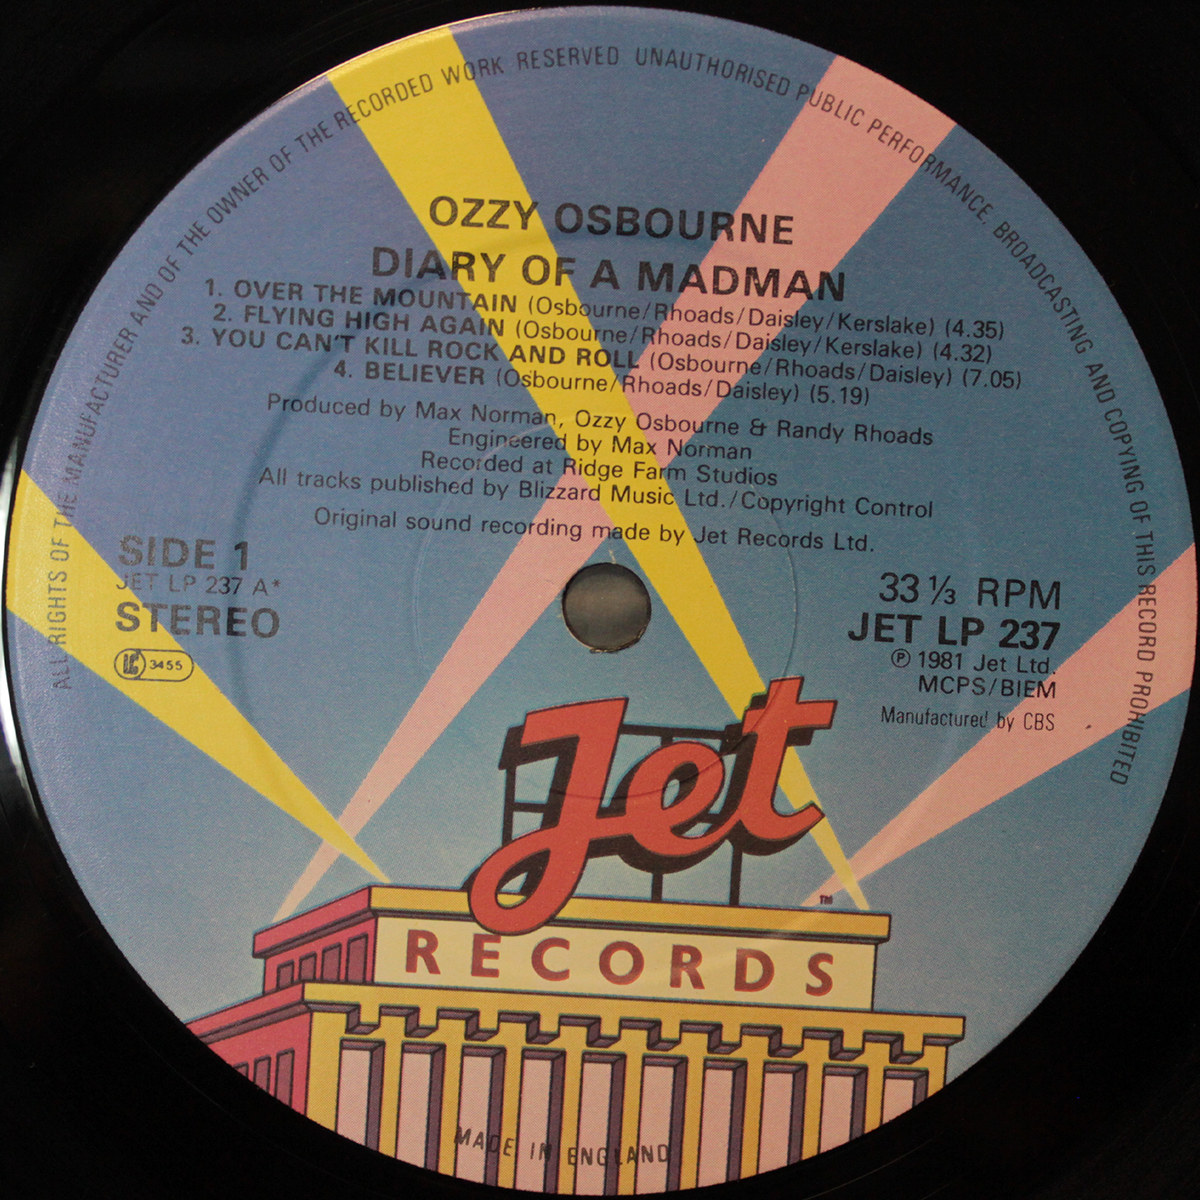 ALL RIGHTS OF THE MANUFACTURER AND OF THE OWNER OF THE RECORDED WORK RESERVED UNAUTHORISED PUBLIC PERFORMANCE, BROADCASTING AND COPYING OF THIS RECORD PROHIBITED
OZZY OSBOURNE
DIARY OF A MADMAN
1. OVER THE MOUNTAIN (Osbourne/Rhoads/Daisley/Kerslake) (4.35)
2. FLYING HIGH AGAIN (Osbourne/Rhoads/Daisley/Kerslake) (4.32)
3. YOU CAN'T KILL ROCK AND ROLL (Osbourne/Rhoads/Daisley) (7.05)
4. BELIEVER (Osbourne/Rhoads/Daisley) (5.19)
Produced by Max Norman, Ozzy Osbourne & Randy Rhoads
Engineered by Max Norman
Recorded at Ridge Farm Studios
All tracks published by Blizzard Music Ltd./Copyright Control
Original sound recording made by Jet Records Ltd.
SIDE 1
JET LP 237 A*
STEREO
LC 3455
33 ⅓ RPM
JET LP 237
℗ 1981 Jet Ltd.
MCPS/BIEM
Manufactured by CBS
Jet
TM
RECORDS
MADE IN ENGLAND